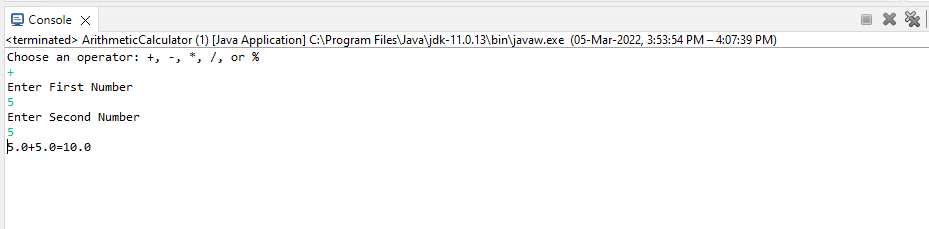 Console
<terminated> ArithmeticCalculator (1) [Java Application] C:\Program Files\Java\jdk-11.0.13\bin\javaw.exe (05-Mar-2022, 3:53:54 PM – 4:07:39 PM)
Choose an operator: +, -, *, /, or %
+
Enter First Number
5
Enter Second Number
5
5.0+5.0=10.0